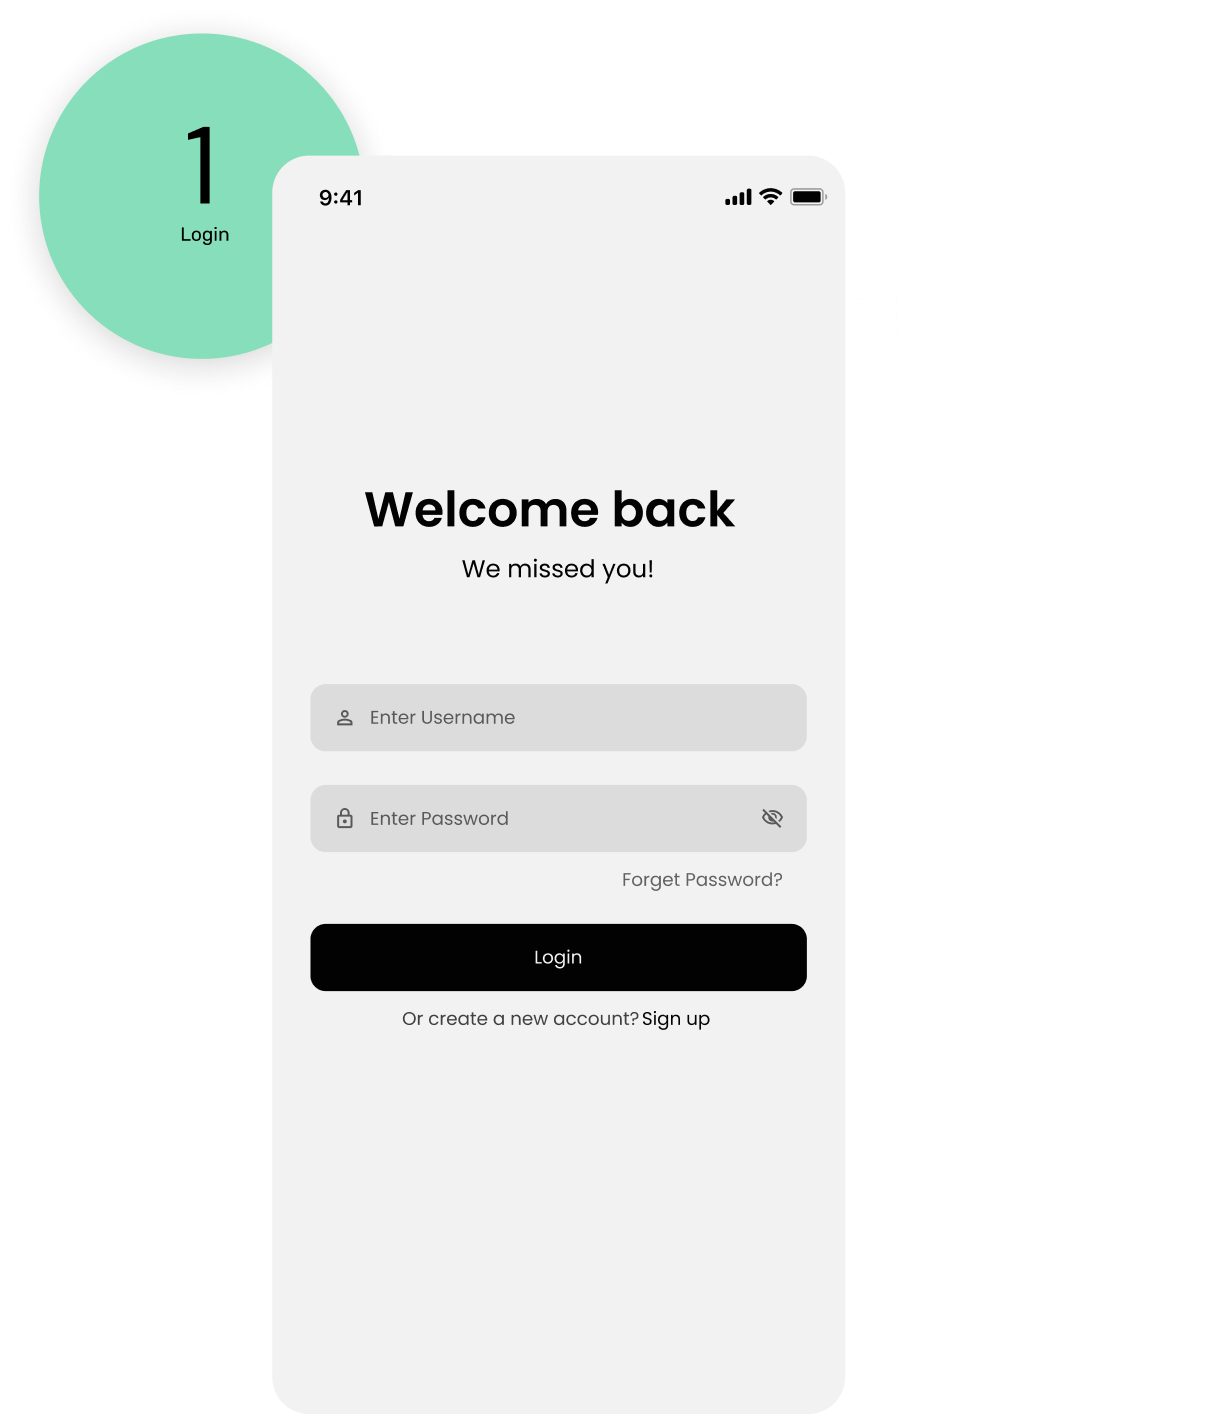 1
Login
9:41
Welcome back
We missed you!
Enter Username
Enter Password
Forget Password?
Login
Or create a new account? Sign up